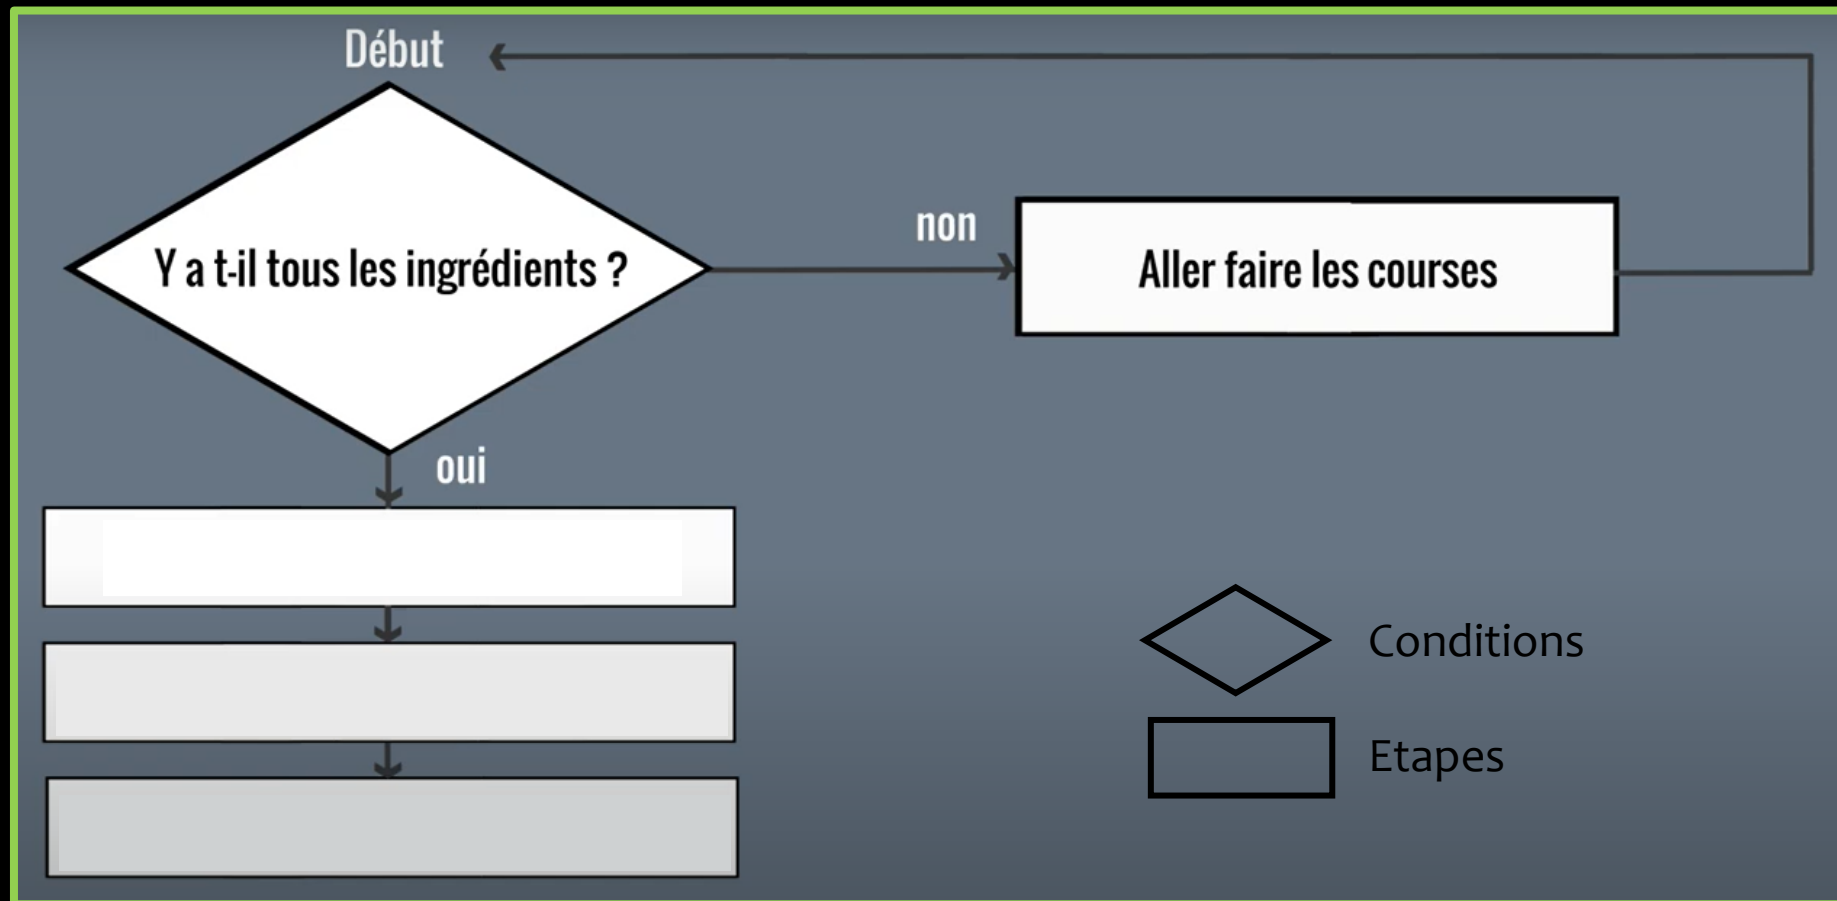 Début
Y a t-il tous les ingrédients ?
non
Aller faire les courses
oui
Conditions
Etapes